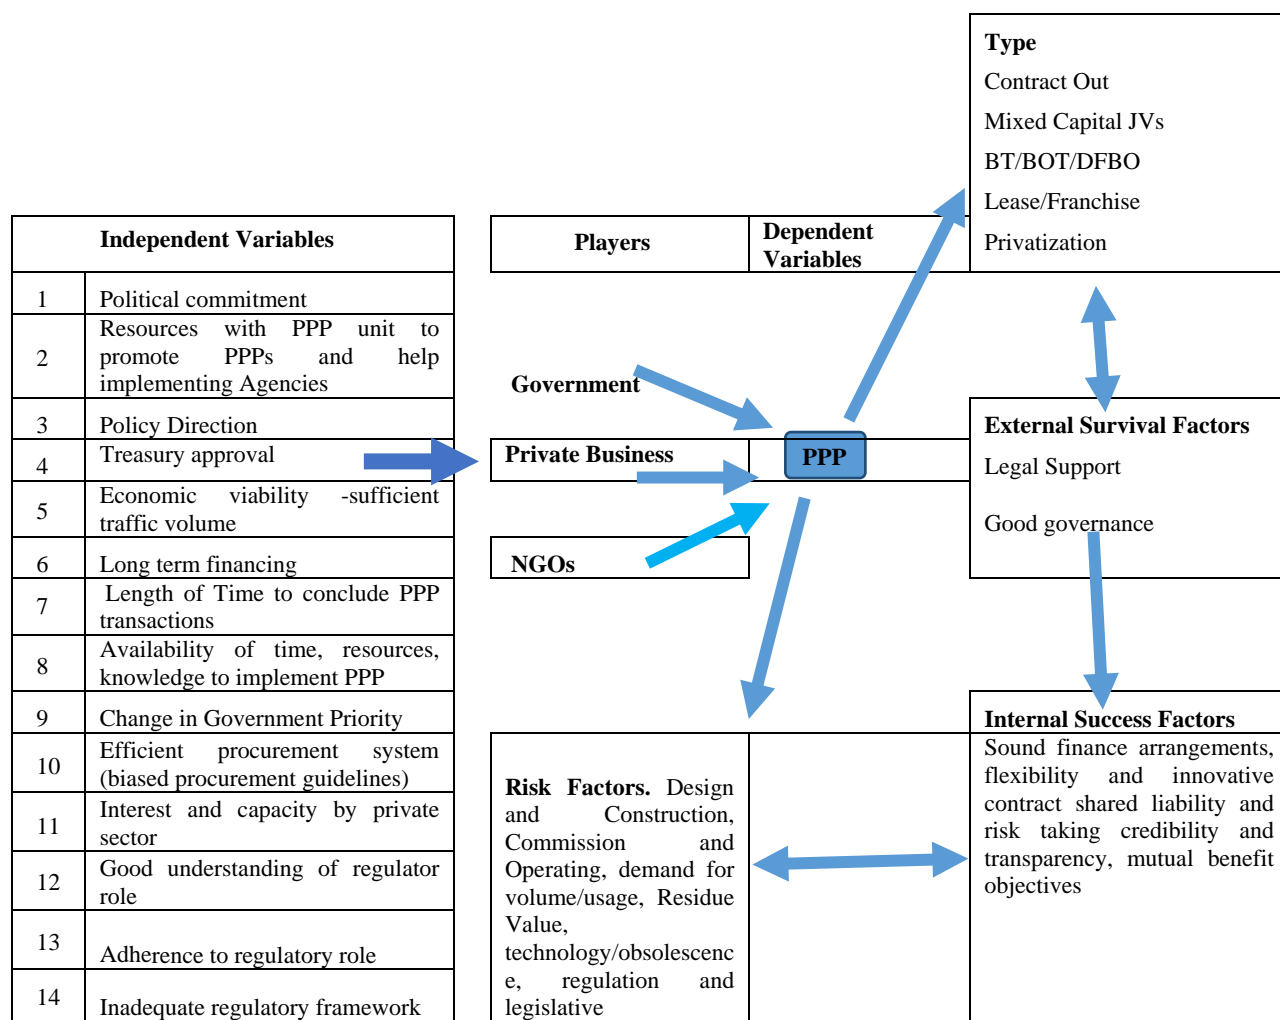 Independent Variables
1
Political commitment
2
Resources with PPP unit to
promote PPPs and help
implementing Agencies
3
Policy Direction
4
Treasury approval
5
Economic viability -sufficient
traffic volume
6
Long term financing
7
Length of Time to conclude PPP
transactions
8
Availability of time, resources,
knowledge to implement PPP
9
Change in Government Priority
10
Efficient procurement system
(biased procurement guidelines)
11
Interest and capacity by private
sector
12
Good understanding of regulator
role
13
Adherence to regulatory role
14
Inadequate regulatory framework
Players
Dependent
Variables
Government
Private Business
PPP
NGOs
Type
Contract Out
Mixed Capital JVs
BT/BOT/DFBO
Lease/Franchise
Privatization
External Survival Factors
Legal Support
Good governance
Risk Factors. Design
and Construction,
Commission and
Operating, demand for
volume/usage, Residue
Value,
technology/obsolescenc
e, regulation and
legislative
Internal Success Factors
Sound finance arrangements,
flexibility and innovative
contract shared liability and
risk taking credibility and
transparency, mutual benefit
objectives